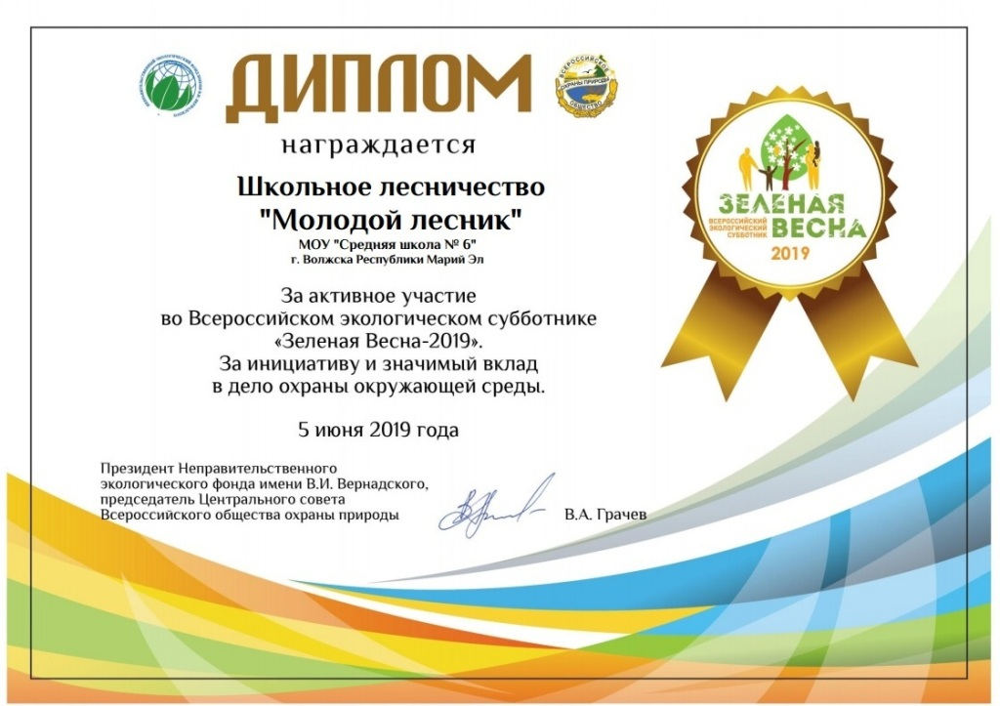 ДИПЛОМ
ВСЕРОССИЙСКОЕ
ОХРАНЫ ПРИРОДЫ
ОБЩЕСТВО
награждается
Школьное лесничество
"Молодой лесник"
МОУ "Средняя школа № 6"
г. Волжска Республики Марий Эл
За активное участие
во Всероссийском экологическом субботнике
«Зеленая Весна-2019».
За инициативу и значимый вклад
в дело охраны окружающей среды.
5 июня 2019 года
Президент Неправительственного
экологического фонда имени В.И. Вернадского,
председатель Центрального совета
Всероссийского общества охраны природы
В.А. Грачев
ЗЕЛЕНАЯ
ВСЕРОССИЙСКИЙ
ЭКОЛОГИЧЕСКИЙ
СУББОТНИК
ВЕСНА
2019